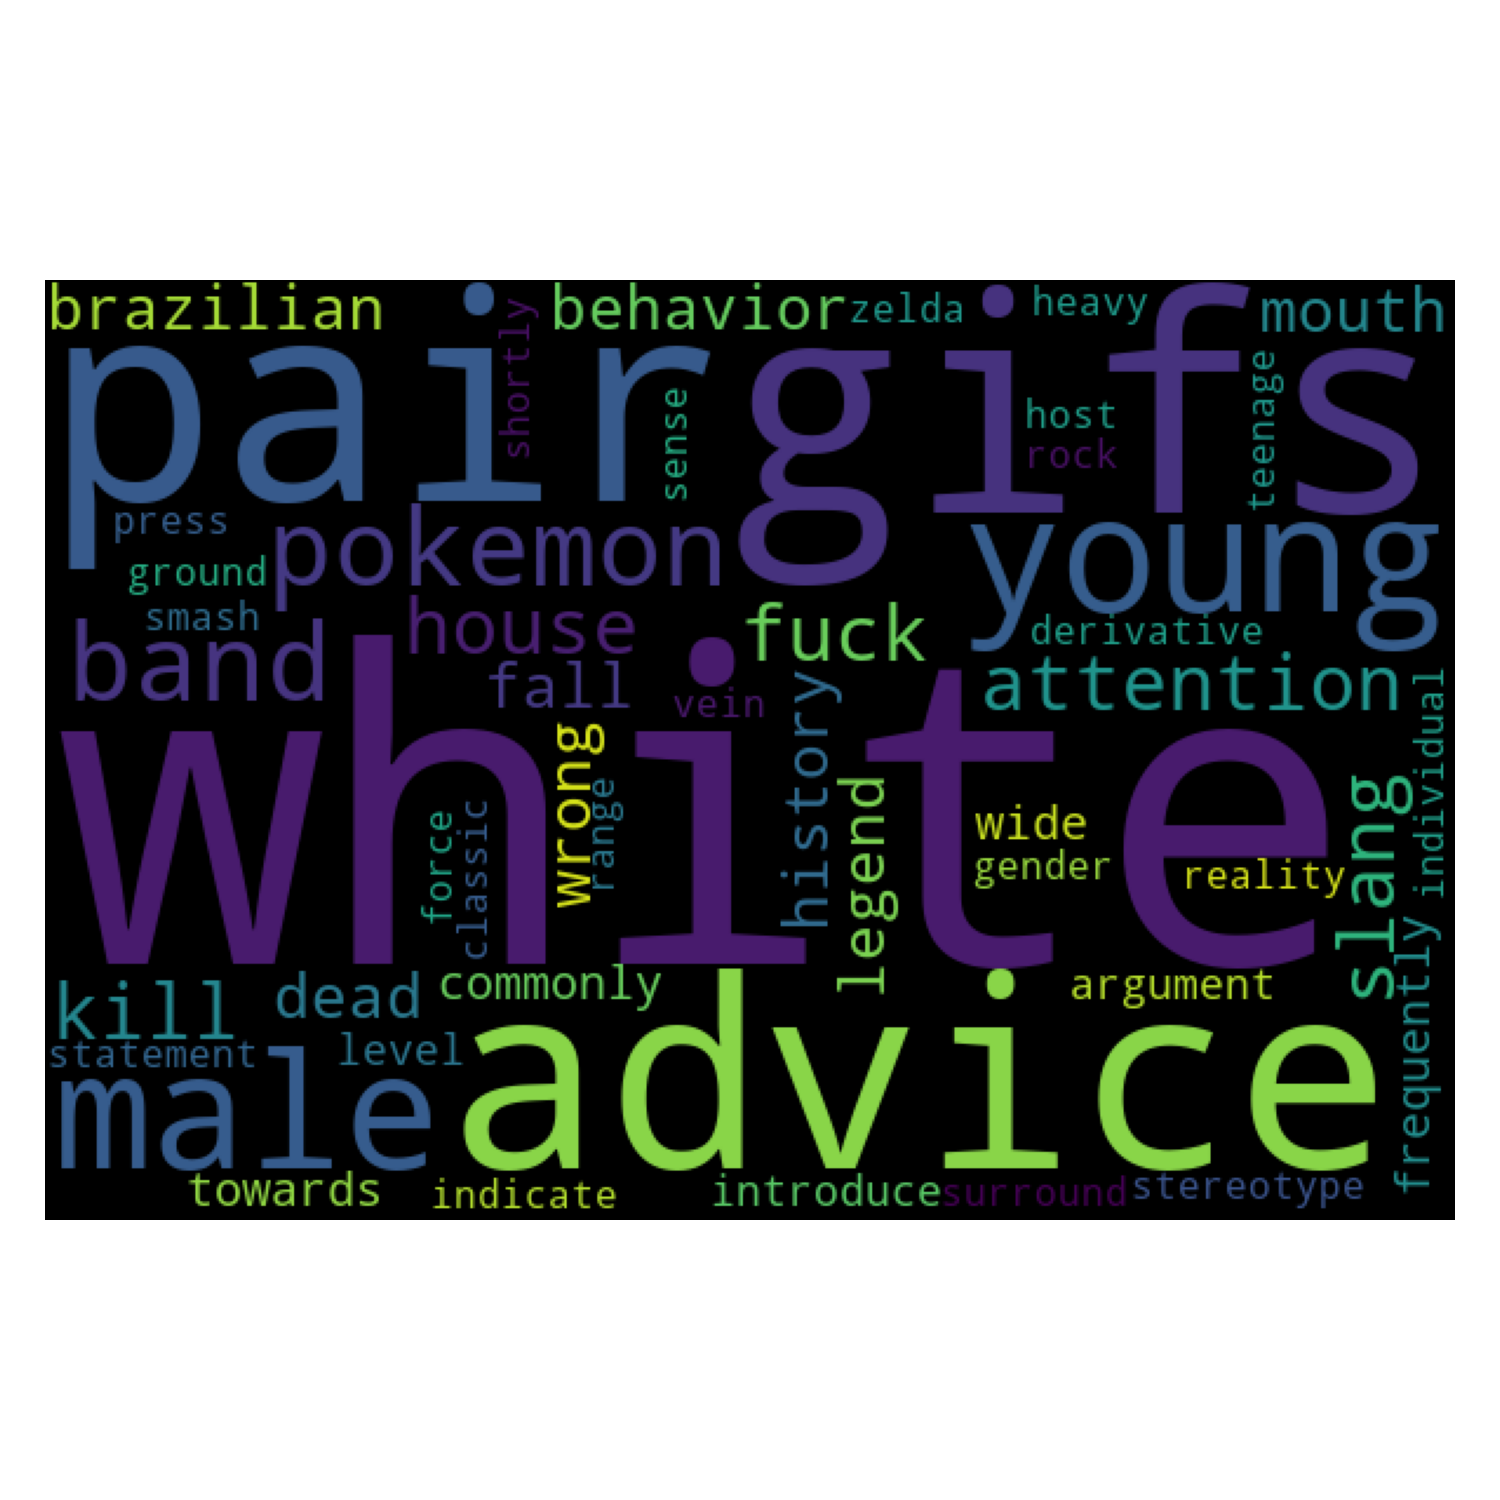 brazilian
behavior
zelda
heavy
mouth
pair
gifs
shortly
sense
host
rock
teenage
press
pokemon
young
ground
smash
house
fuck
derivative
band
fall
vein
attention
individual
white
wrong
range
history
legend
wide
gender
reality
slang
force
classic
frequently
kill
dead
commonly
argument
statement
level
male
advice
towards
indicate
introduce
surround
stereotype